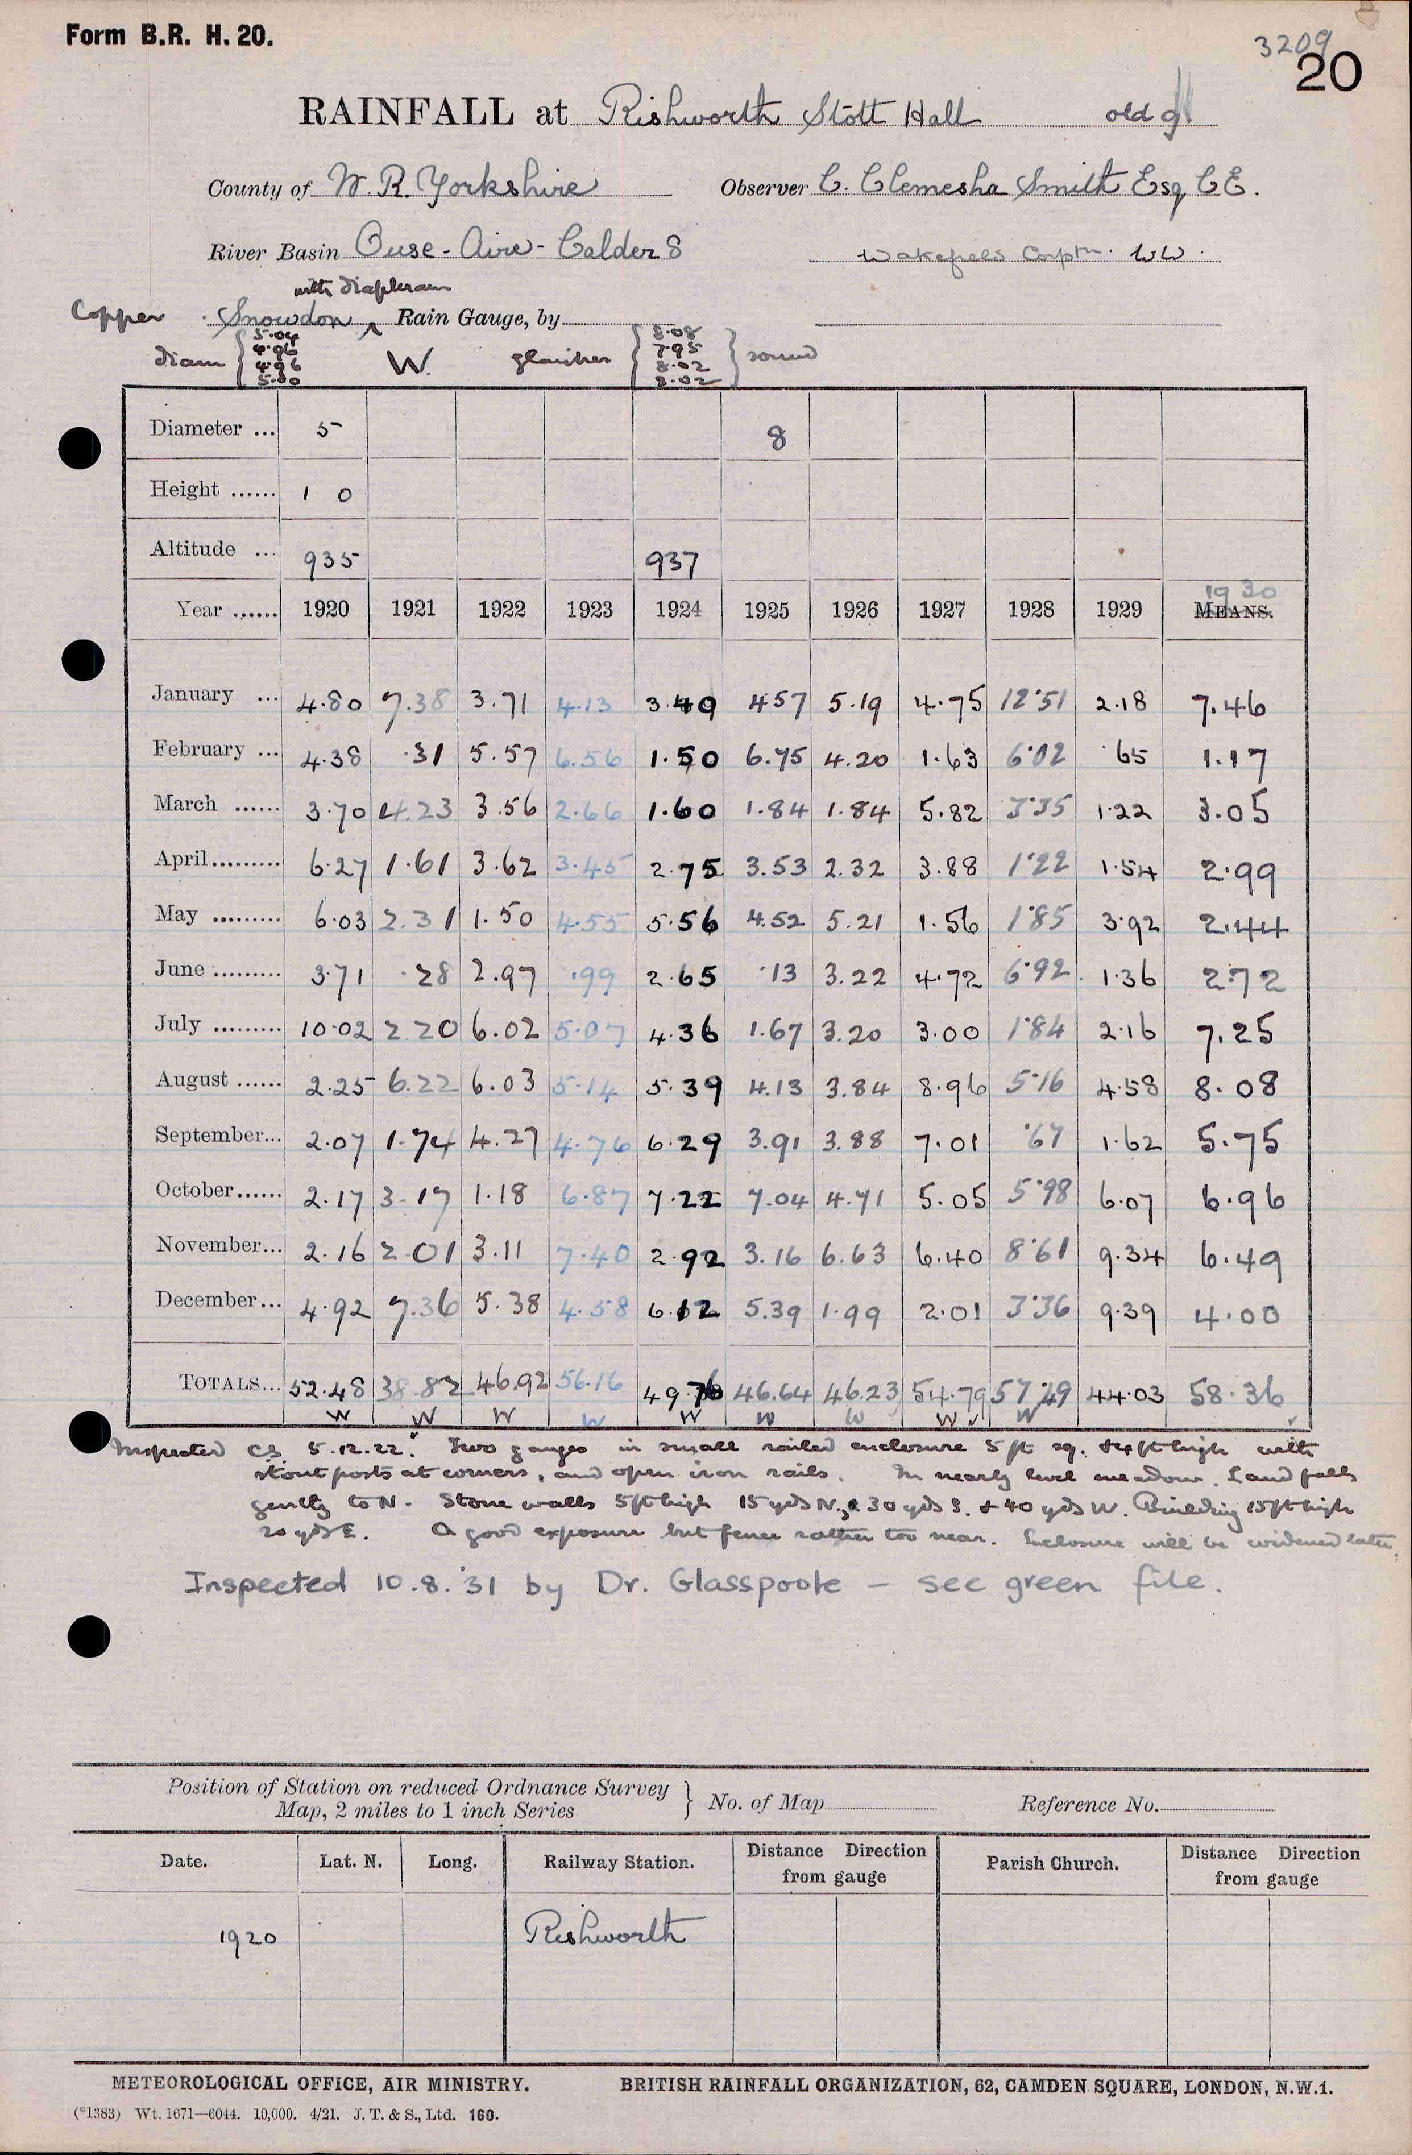 Form B.R. H. 20.
3209
20
RAINFALL at Rishworth Stott Hall old
County of W. R. Yorkshire Observer C. Clemesha Smith Esq C E.
River Basin Ouse - Aire - Calder 8 Wakefield Corptn. WW.
with diaphram
Copper Snowdon ^ Rain Gauge, by
diam { 5.04 4.96 4.96 5.00 W. glaisher { 8.08 7.95 8.02 8.02 } sound
Diameter ... 5 8
Height ...... 1 0
Altitude ... 935 937
1930
Year ...... 1920 1921 1922 1923 1924 1925 1926 1927 1928 1929 MEANS.
January ... 4.80 7.38 3.71 4.13 3.40 4.57 5.19 4.75 12.51 2.18 7.46
February ... 4.38 .31 5.57 6.56 1.50 6.75 4.20 1.63 6.02 .65 1.17
March ...... 3.70 4.23 3.56 2.66 1.60 1.84 1.84 5.82 3.35 1.22 3.05
April ......... 6.27 1.61 3.62 3.45 2.75 3.53 2.32 3.88 1.22 1.54 2.99
May ......... 6.03 2.31 1.50 4.55 5.56 4.52 5.21 1.56 1.85 3.92 2.44
June ......... 3.71 .28 2.97 .99 2.65 .13 3.22 4.72 6.92 1.36 2.72
July ......... 10.02 2.20 6.02 5.07 4.36 1.67 3.20 3.00 1.84 2.16 7.25
August ...... 2.25 6.22 6.03 5.14 5.39 4.13 3.84 8.96 5.16 4.58 8.08
September... 2.07 1.74 4.27 4.76 6.29 3.91 3.88 7.01 .67 1.62 5.75
October...... 2.17 3.17 1.18 6.87 7.22 7.04 4.71 5.05 5.98 6.07 6.96
November... 2.16 2.01 3.11 7.40 2.92 3.16 6.63 6.40 8.61 9.34 6.49
December... 4.92 7.36 5.38 4.58 6.12 5.39 1.99 2.01 3.36 9.39 4.00
TOTALS... 52.48 38.82 46.92 56.16 49.76 46.64 46.23 54.79 57.49 44.03 58.36
W W W W W W W W ✓ W ✓
Inspected CS 5.12.22. Two gauges in small railed enclosure 5 ft sq. & 4 ft high with
stout posts at corners, and open iron rails. In nearly level meadow. Land falls
gently to N. Stone walls 5 ft high 15 yds N, & 30 yds S. & 40 yds W. Building 15 ft high
20 yds E. A good exposure but fence rather too near. Enclosure will be widened later.
Inspected 10.8.'31 by Dr. Glasspoole – see green file.
Position of Station on reduced Ordnance Survey
Map, 2 miles to 1 inch Series } No. of Map Reference No.
Date. Lat. N. Long. Railway Station. Distance Direction from gauge Parish Church. Distance Direction from gauge
1920 Rishworth
METEOROLOGICAL OFFICE, AIR MINISTRY. BRITISH RAINFALL ORGANIZATION, 62, CAMDEN SQUARE, LONDON, N.W.1.
(*1383) Wt. 1671—6044. 10,000. 4/21. J. T. & S., Ltd. 160.